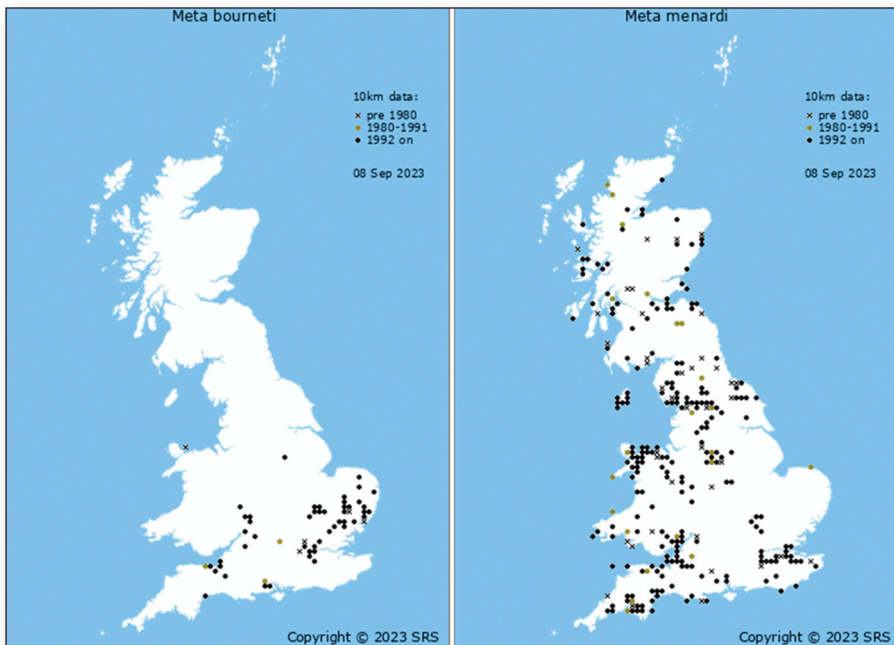 Meta bourneti
10km data:
pre 1980
1980-1991
1992 on
08 Sep 2023
Copyright © 2023 SRS
Meta menardi
10km data:
pre 1980
1980-1991
1992 on
08 Sep 2023
Copyright © 2023 SRS